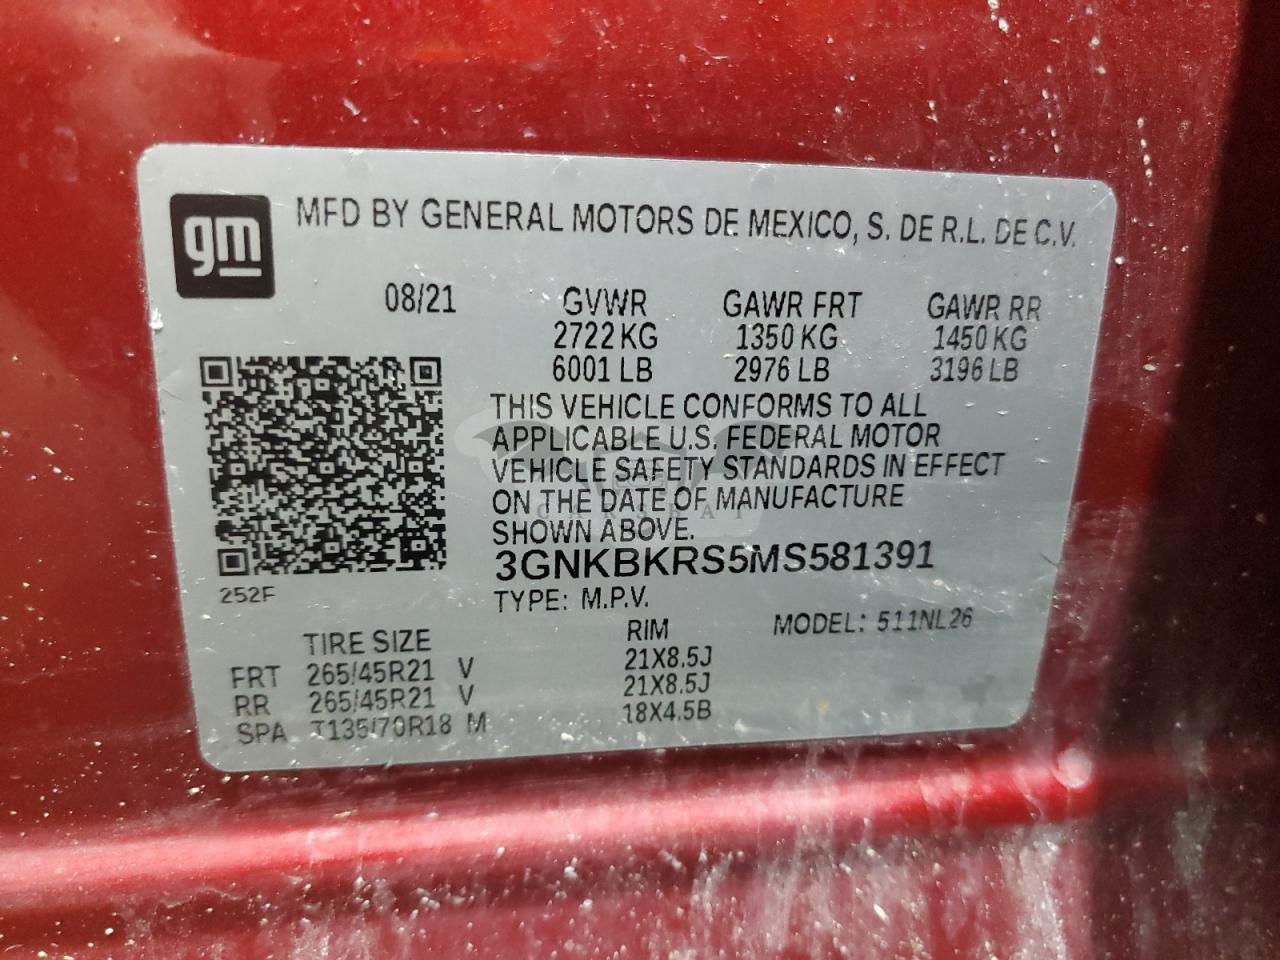 gm
MFD BY GENERAL MOTORS DE MEXICO, S. DE R.L. DE C.V.
08/21 GVWR GAWR FRT GAWR RR
2722 KG 1350 KG 1450 KG
6001 LB 2976 LB 3196 LB
THIS VEHICLE CONFORMS TO ALL
APPLICABLE U.S. FEDERAL MOTOR
VEHICLE SAFETY STANDARDS IN EFFECT
ON THE DATE OF MANUFACTURE
SHOWN ABOVE.
3GNKBKRS5MS581391
252F
TYPE: M.P.V. MODEL: 511NL26
TIRE SIZE RIM
FRT 265/45R21 V 21X8.5J
RR 265/45R21 V 21X8.5J
SPA T135/70R18 M 18X4.5B